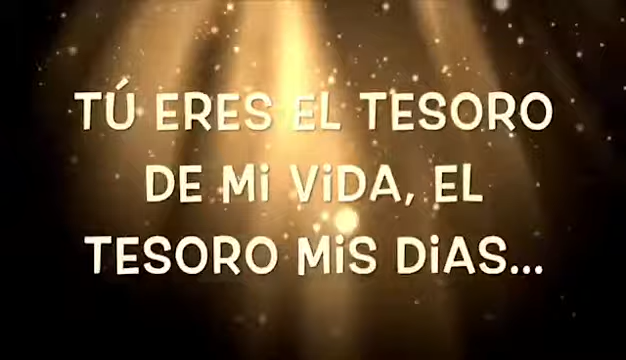 TÚ ERES EL TESORO
DE Mi ViDA, EL
TESORO MiS DiAS...